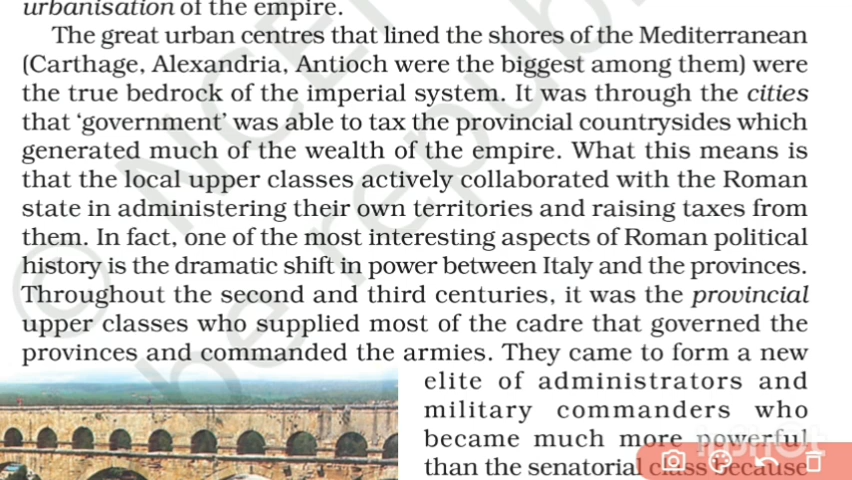 urbanisation of the empire.
The great urban centres that lined the shores of the Mediterranean
(Carthage, Alexandria, Antioch were the biggest among them) were
the true bedrock of the imperial system. It was through the cities
that ‘government’ was able to tax the provincial countrysides which
generated much of the wealth of the empire. What this means is
that the local upper classes actively collaborated with the Roman
state in administering their own territories and raising taxes from
them. In fact, one of the most interesting aspects of Roman political
history is the dramatic shift in power between Italy and the provinces.
Throughout the second and third centuries, it was the provincial
upper classes who supplied most of the cadre that governed the
provinces and commanded the armies. They came to form a new
elite of administrators and
military commanders who
became much more powerful
than the senatorial class because